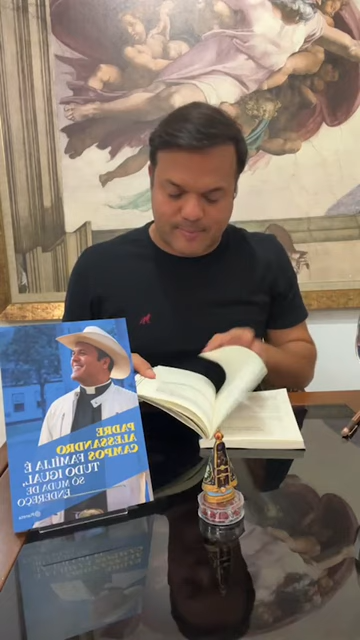 PADRE
ALESSANDRO
CAMPOS FAMÍLIA É
TUDO IGUAL,
SÓ MUDA DE
ENDEREÇO